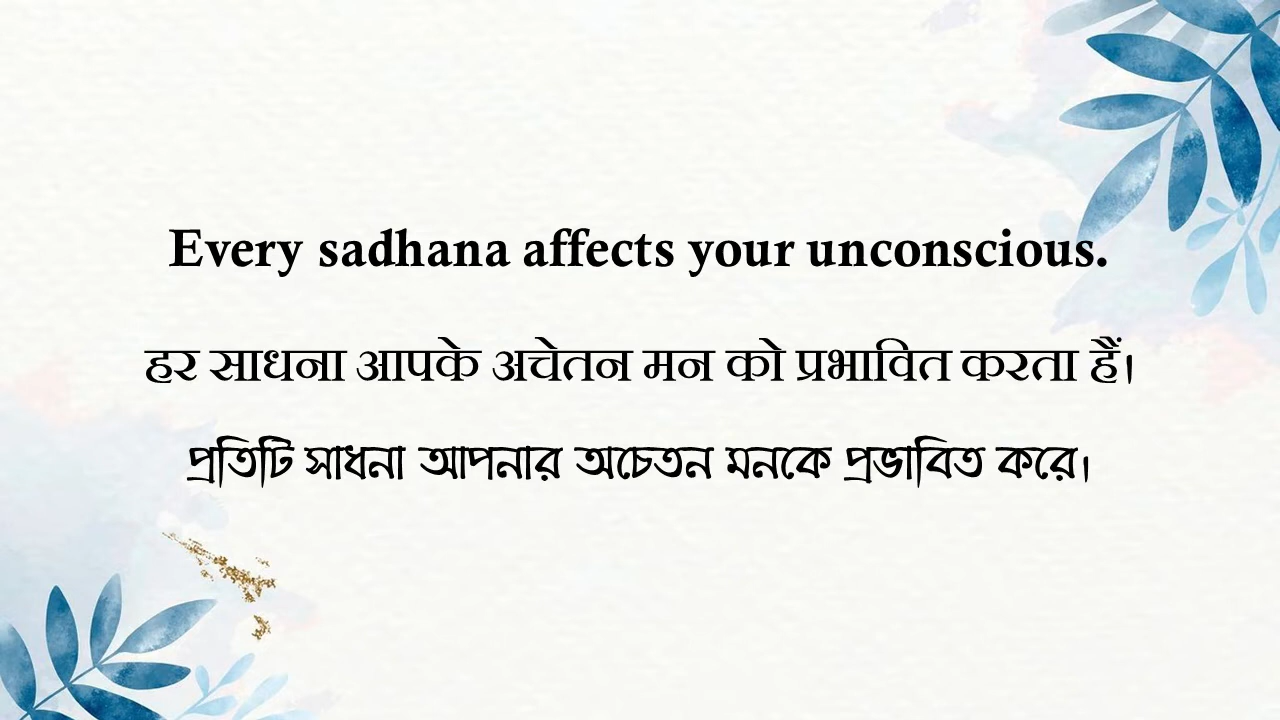 Every sadhana affects your unconscious.
हर साधना आपके अचेतन मन को प्रभावित करता हैं।
প্রতিটি সাধনা আপনার অচেতন মনকে প্রভাবিত করে।